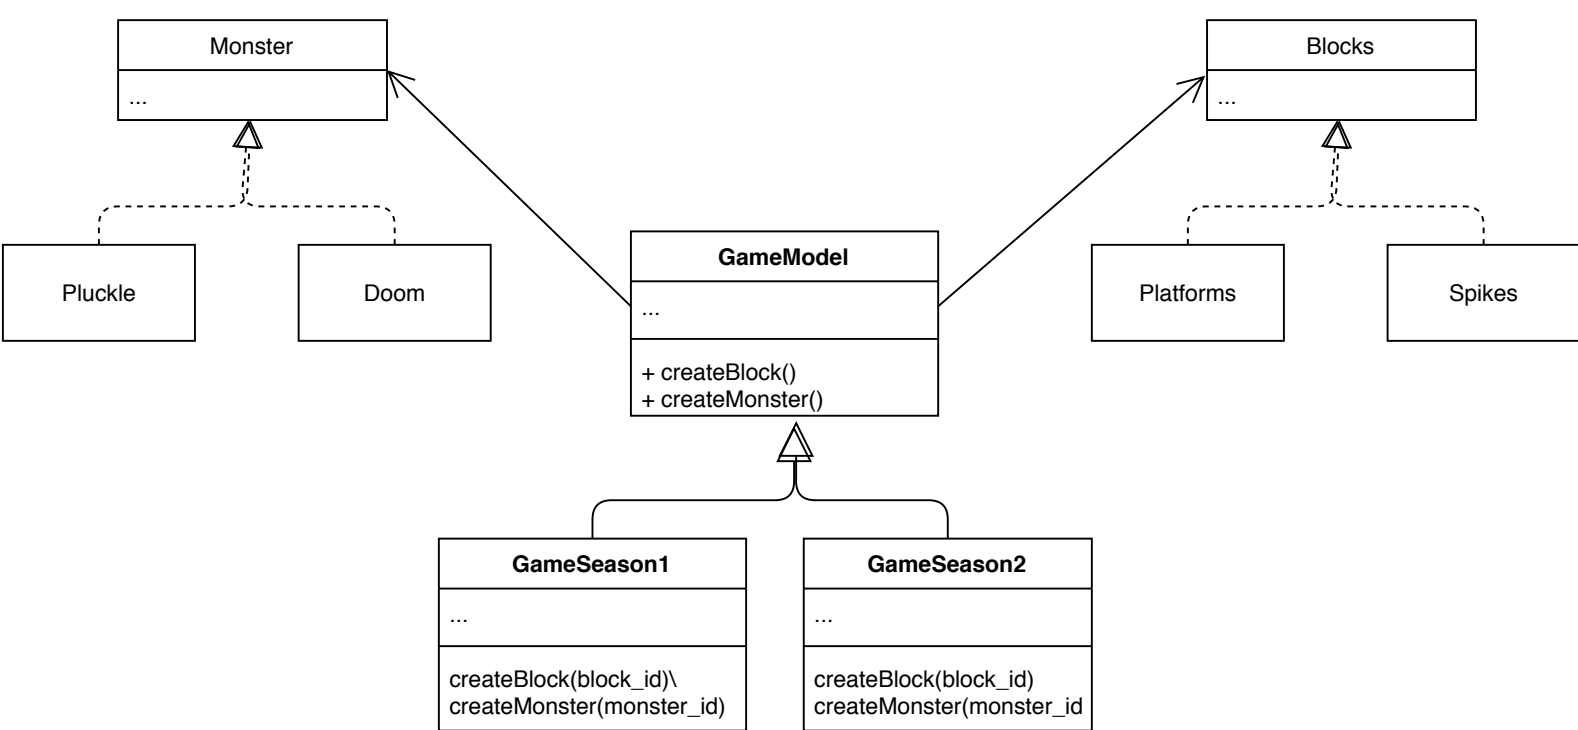 Monster
...
Blocks
...
Pluckle
Doom
GameModel
...
+ createBlock()
+ createMonster()
Platforms
Spikes
GameSeason1
...
createBlock(block_id)\
createMonster(monster_id)
GameSeason2
...
createBlock(block_id)
createMonster(monster_id